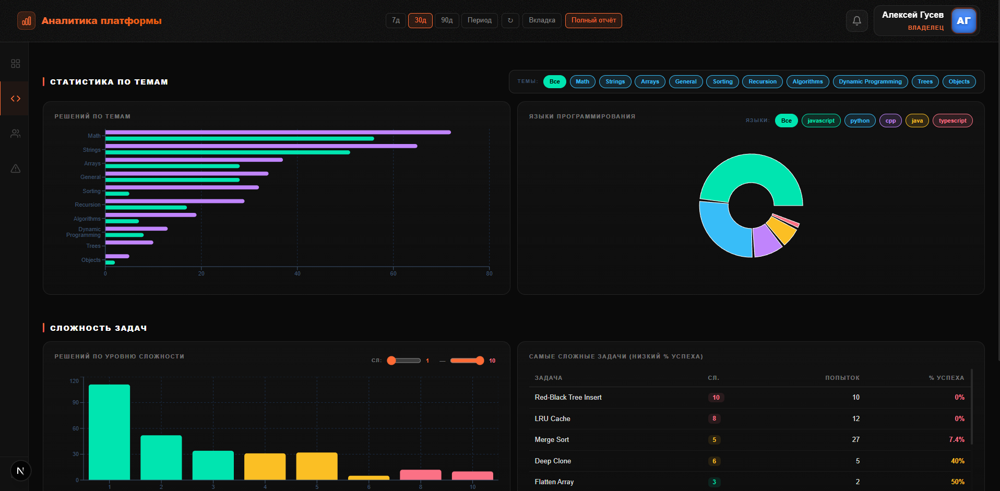 Аналитика платформы
7д 30д 90д Период ↻ Вкладка Полный отчёт
Алексей Гусев
ВЛАДЕЛЕЦ
АГ
СТАТИСТИКА ПО ТЕМАМ
ТЕМЫ: Все Math Strings Arrays General Sorting Recursion Algorithms Dynamic Programming Trees Objects
РЕШЕНИЙ ПО ТЕМАМ
Math
Strings
Arrays
General
Sorting
Recursion
Algorithms
Dynamic
Programming
Trees
Objects
0 20 40 60 80
ЯЗЫКИ ПРОГРАММИРОВАНИЯ
ЯЗЫКИ: Все javascript python cpp java typescript
СЛОЖНОСТЬ ЗАДАЧ
РЕШЕНИЙ ПО УРОВНЮ СЛОЖНОСТИ
СЛ: 1 — 10
120
90
60
30
0
1 2 3 4 5 6 8 10
САМЫЕ СЛОЖНЫЕ ЗАДАЧИ (НИЗКИЙ % УСПЕХА)
ЗАДАЧА СЛ. ПОПЫТОК % УСПЕХА
Red-Black Tree Insert 10 10 0%
LRU Cache 8 12 0%
Merge Sort 5 27 7.4%
Deep Clone 6 5 40%
Flatten Array 3 2 50%
N